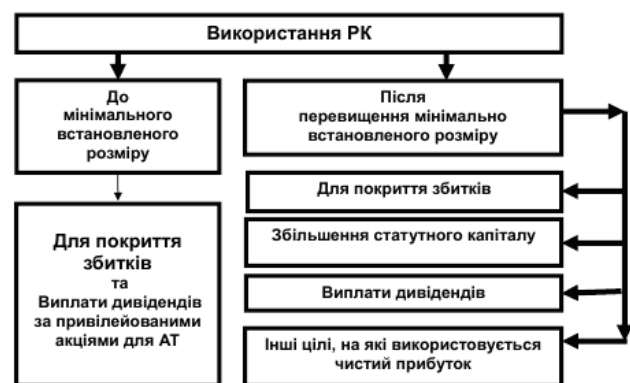 Використання РК
До
мінімального
встановленого
розміру
Після
перевищення мінімально
встановленого розміру
Для покриття
збитків
та
Виплати дивідендів
за привілейованими
акціями для АТ
Для покриття збитків
Збільшення статутного капіталу
Виплати дивідендів
Інші цілі, на які використовується
чистий прибуток